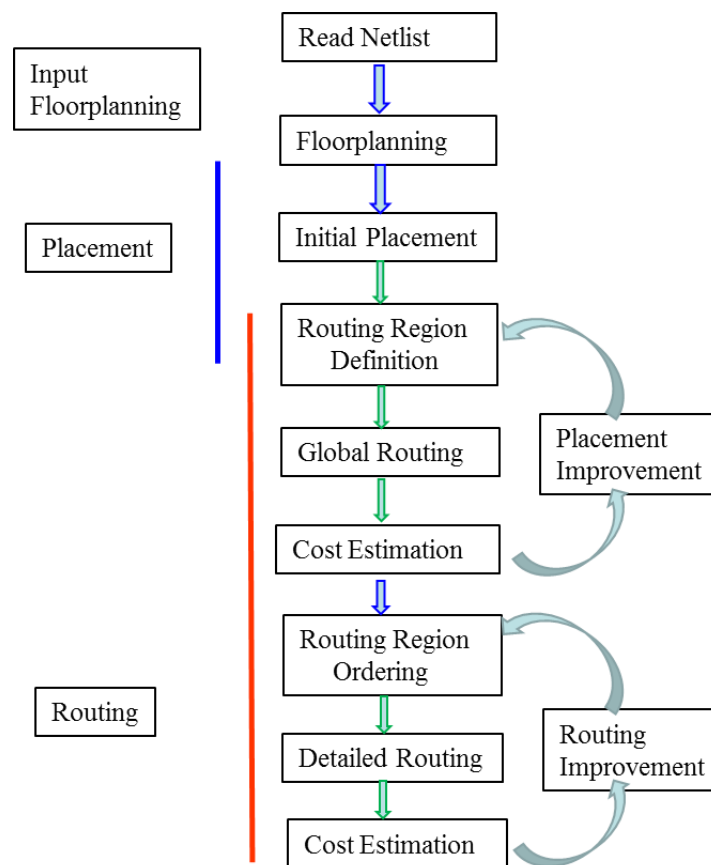 Read Netlist
Input
Floorplanning
Floorplanning
Placement
Initial Placement
Routing Region
Definition
Global Routing
Placement
Improvement
Cost Estimation
Routing Region
Ordering
Routing
Detailed Routing
Routing
Improvement
Cost Estimation